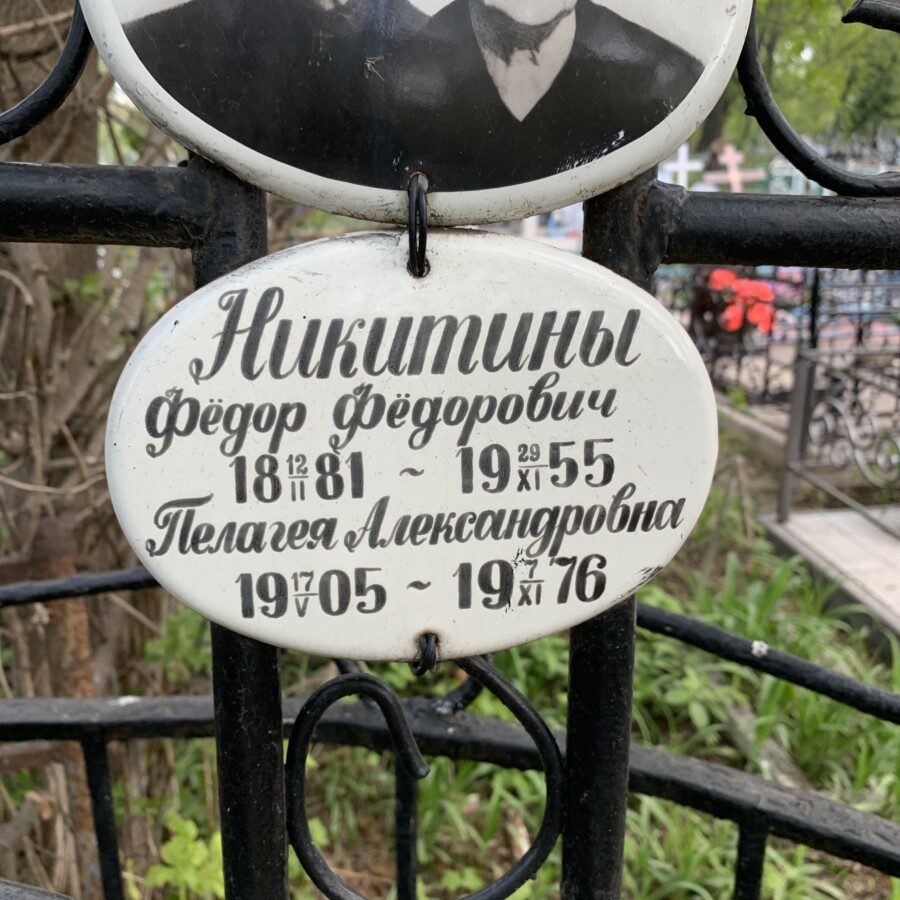 Никитины
Фёдор Фёдорович
18 12/II 81 ~ 19 29/XI 55
Пелагея Александровна
19 17/V 05 ~ 19 7/XI 76